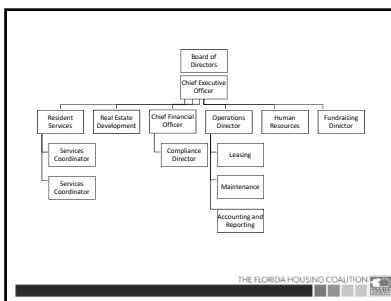 Board of
Directors
Chief Executive
Officer
Resident
Services
Real Estate
Development
Chief Financial
Officer
Operations
Director
Human
Resources
Fundraising
Director
Services
Coordinator
Compliance
Director
Leasing
Services
Coordinator
Maintenance
Accounting and
Reporting
THE FLORIDA HOUSING COALITION